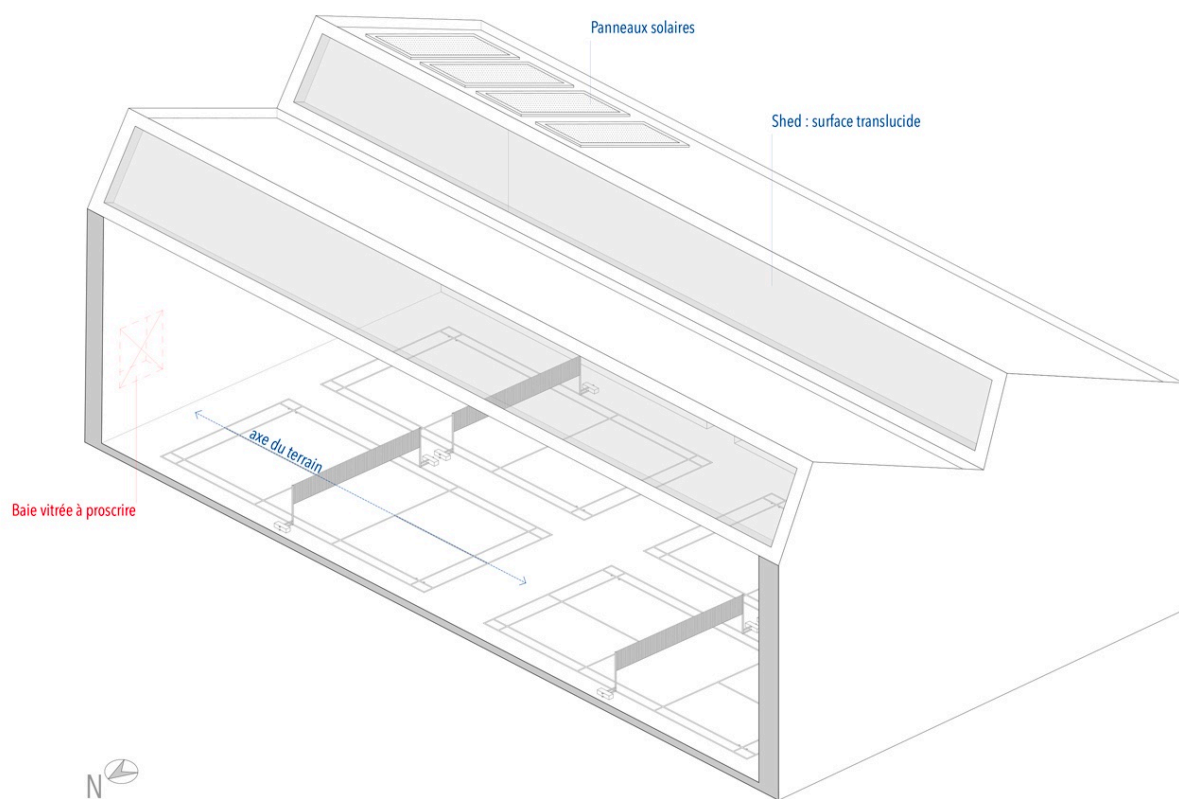 Panneaux solaires
Shed : surface translucide
axe du terrain
Baie vitrée à proscrire
N